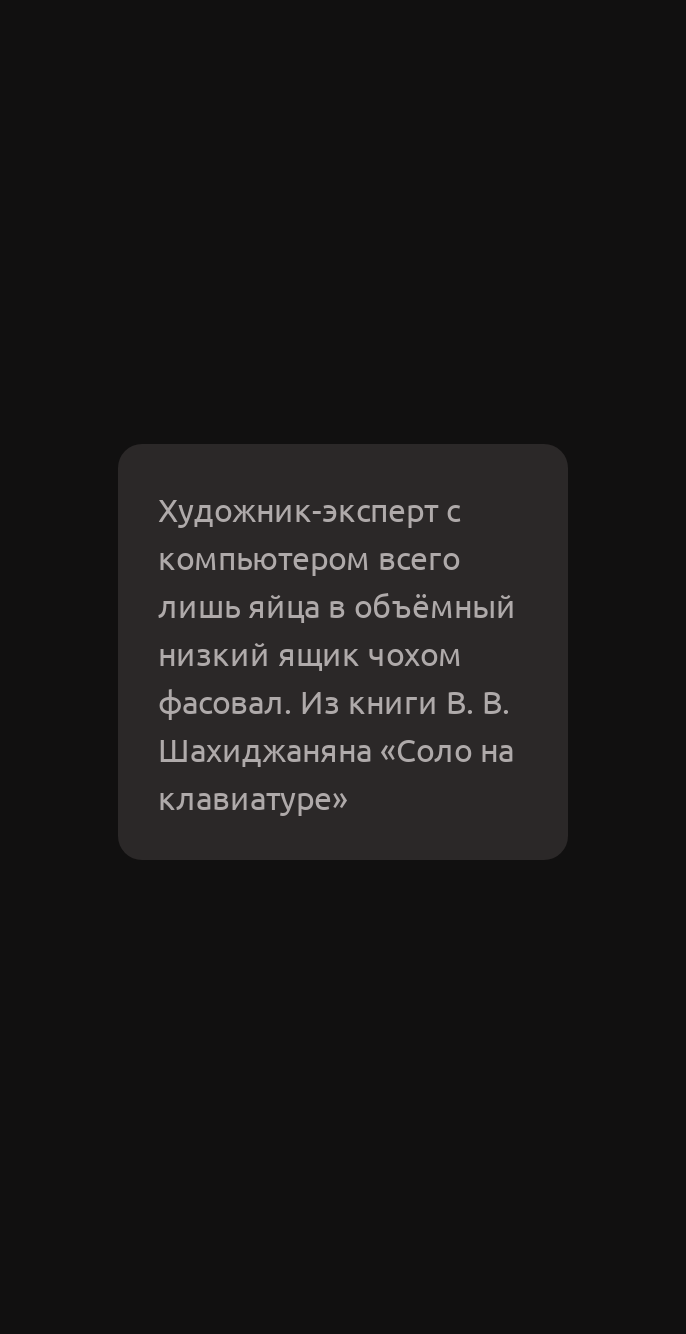 Художник-эксперт с
компьютером всего
лишь яйца в объёмный
низкий ящик чохом
фасовал. Из книги В. В.
Шахиджаняна «Соло на
клавиатуре»